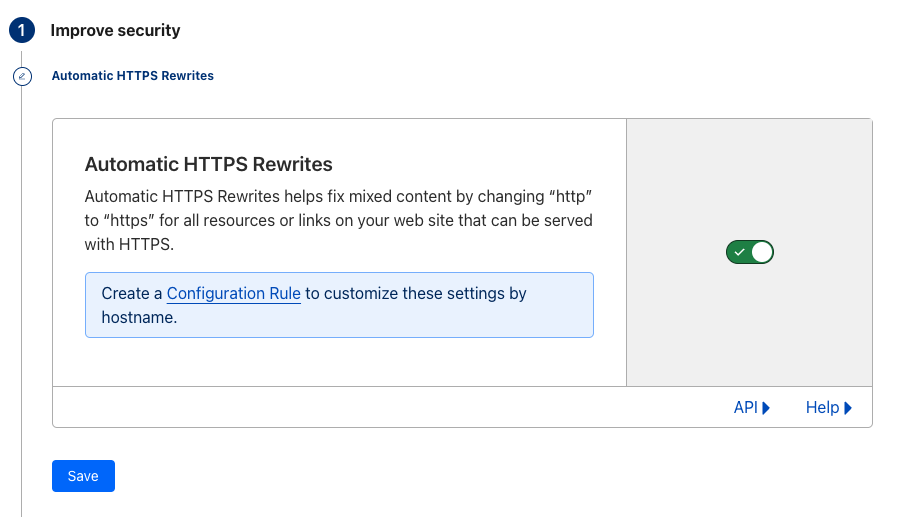 1 Improve security
Automatic HTTPS Rewrites
Automatic HTTPS Rewrites
Automatic HTTPS Rewrites helps fix mixed content by changing “http”
to “https” for all resources or links on your web site that can be served
with HTTPS.
Create a Configuration Rule to customize these settings by
hostname.
API Help
Save